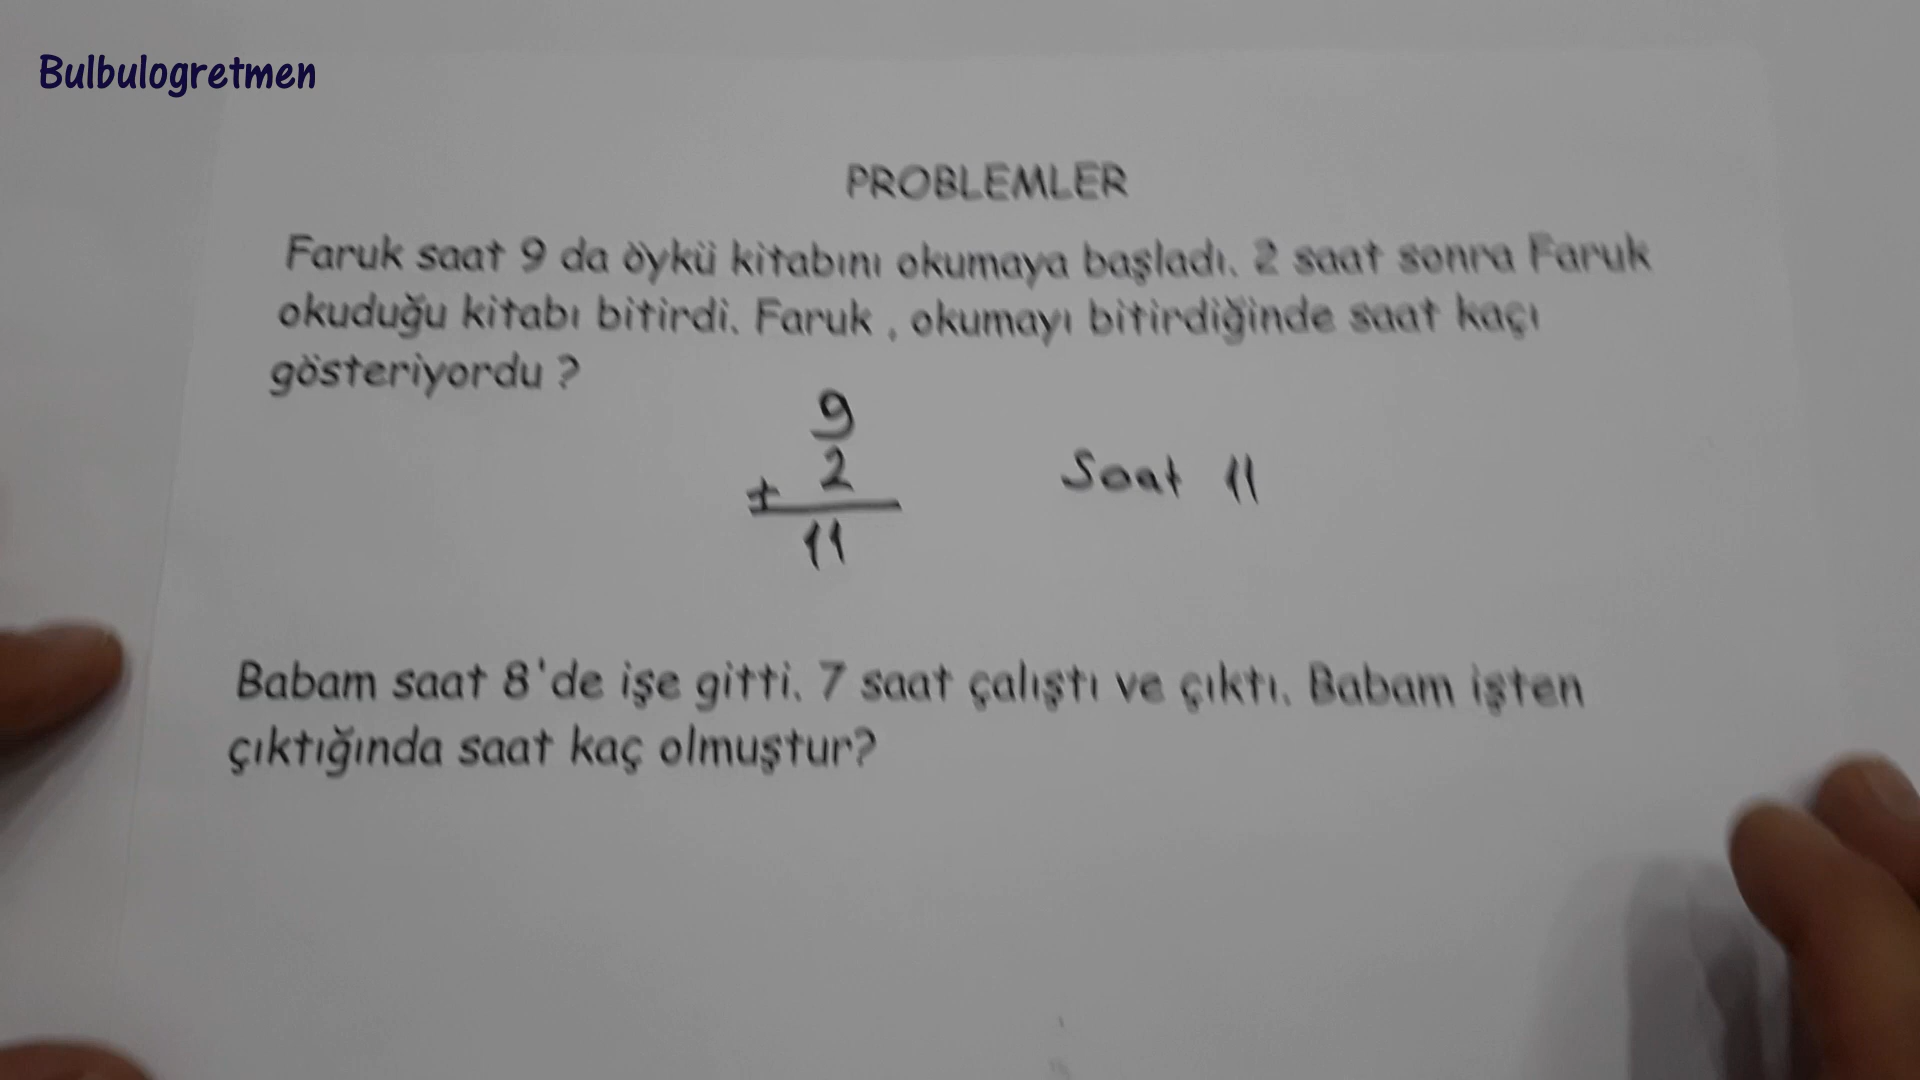 Bulbulogretmen
PROBLEMLER
Faruk saat 9 da öykü kitabını okumaya başladı. 2 saat sonra Faruk
okuduğu kitabı bitirdi. Faruk , okumayı bitirdiğinde saat kaçı
gösteriyordu ?
9
2
+
11
Saat 11
Babam saat 8'de işe gitti. 7 saat çalıştı ve çıktı. Babam işten
çıktığında saat kaç olmuştur?